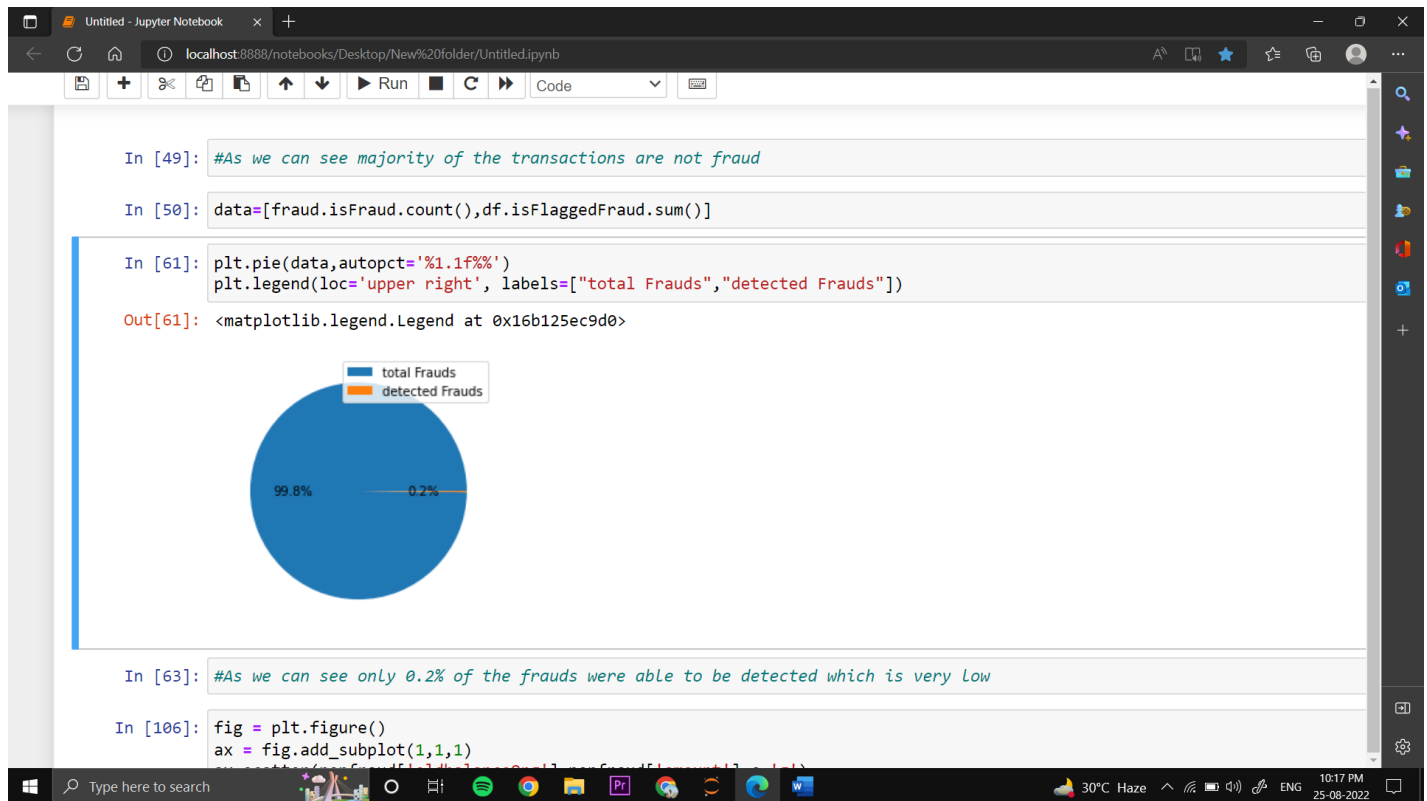 Untitled - Jupyter Notebook
localhost:8888/notebooks/Desktop/New%20folder/Untitled.ipynb
Run
Code
In [49]: #As we can see majority of the transactions are not fraud
In [50]: data=[fraud.isFraud.count(),df.isFlaggedFraud.sum()]
In [61]: plt.pie(data,autopct='%1.1f%%')
plt.legend(loc='upper right', labels=["total Frauds","detected Frauds"])
Out[61]: <matplotlib.legend.Legend at 0x16b125ec9d0>
total Frauds
detected Frauds
99.8% 0.2%
In [63]: #As we can see only 0.2% of the frauds were able to be detected which is very low
In [106]: fig = plt.figure()
ax = fig.add_subplot(1,1,1)
Type here to search
Pr
W
30°C Haze
ENG
10:17 PM
25-08-2022